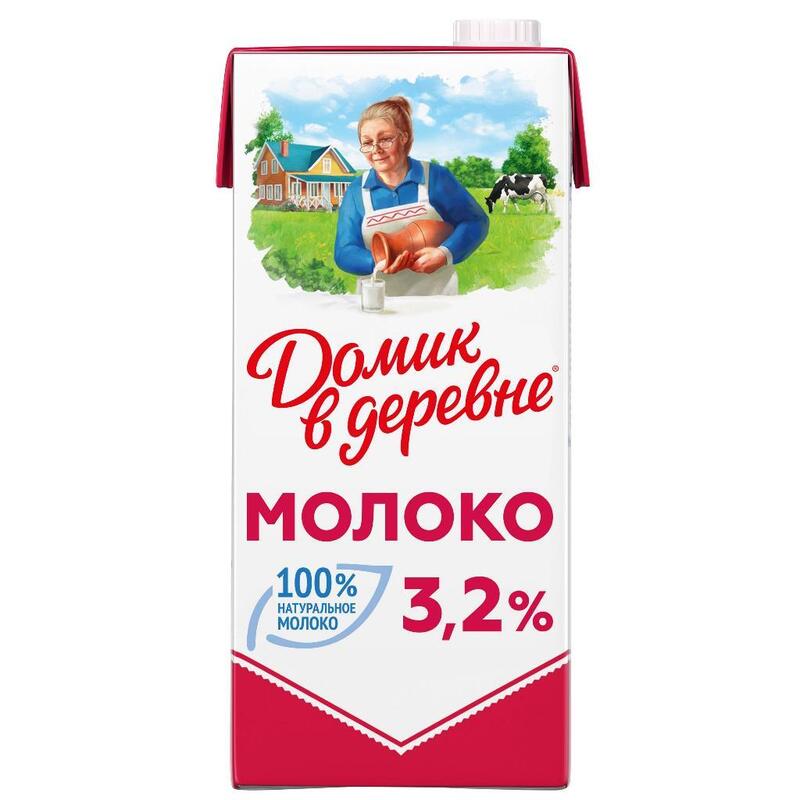 Домик
в деревне®
МОЛОКО
100%
НАТУРАЛЬНОЕ
МОЛОКО
3,2%